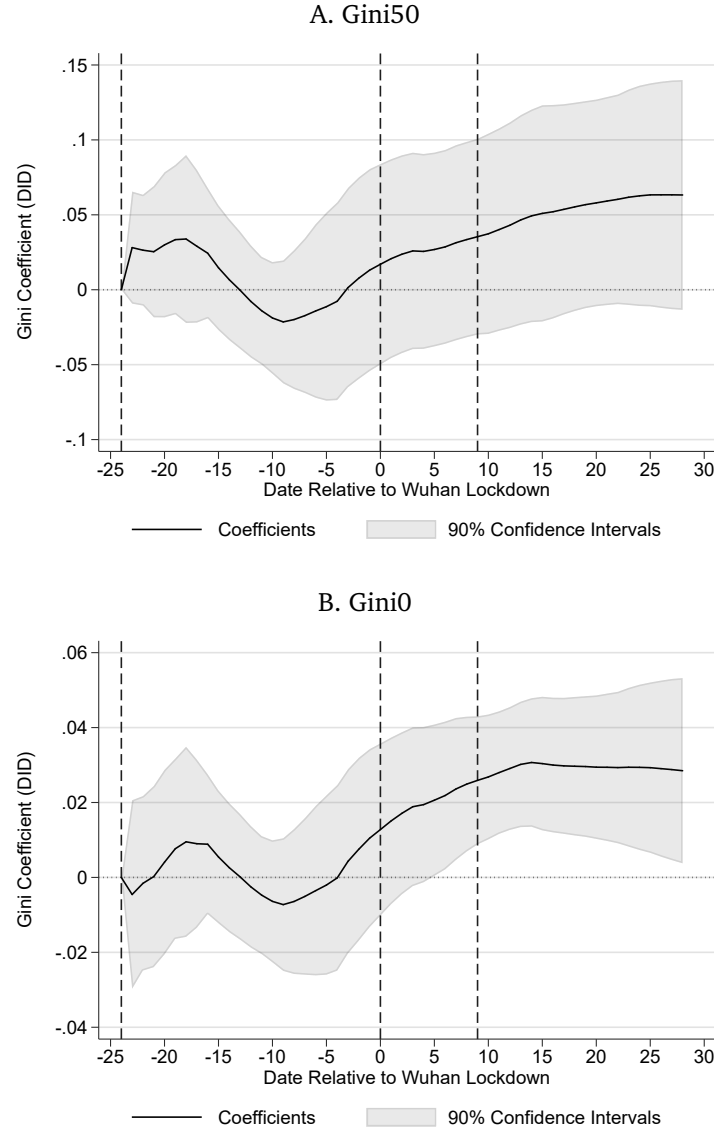 A. Gini50
.15
.1
.05
0
-.05
-.1
Gini Coefficient (DID)
-25 -20 -15 -10 -5 0 5 10 15 20 25 30
Date Relative to Wuhan Lockdown
Coefficients 90% Confidence Intervals
B. Gini0
.06
.04
.02
0
-.02
-.04
Gini Coefficient (DID)
-25 -20 -15 -10 -5 0 5 10 15 20 25 30
Date Relative to Wuhan Lockdown
Coefficients 90% Confidence Intervals